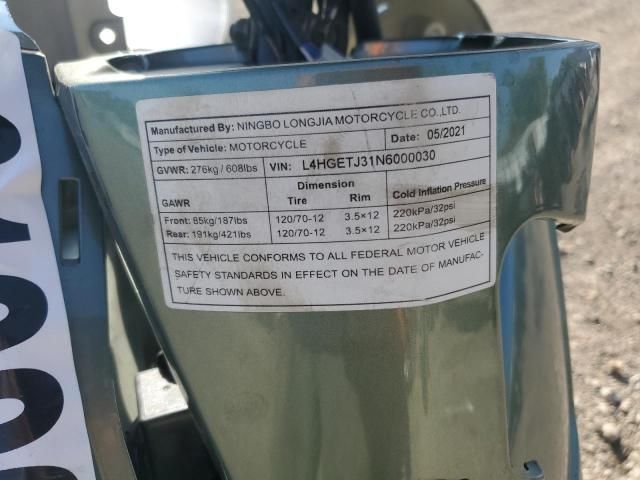 Manufactured By: NINGBO LONGJIA MOTORCYCLE CO.,LTD.
Type of Vehicle: MOTORCYCLE Date: 05/2021
GVWR: 276kg / 608lbs VIN: L4HGETJ31N6000030
GAWR Dimension Cold Inflation Pressure
Tire Rim
Front: 85kg/187lbs 120/70-12 3.5×12 220kPa/32psi
Rear: 191kg/421lbs 120/70-12 3.5×12 220kPa/32psi
THIS VEHICLE CONFORMS TO ALL FEDERAL MOTOR VEHICLE
SAFETY STANDARDS IN EFFECT ON THE DATE OF MANUFAC-
TURE SHOWN ABOVE.